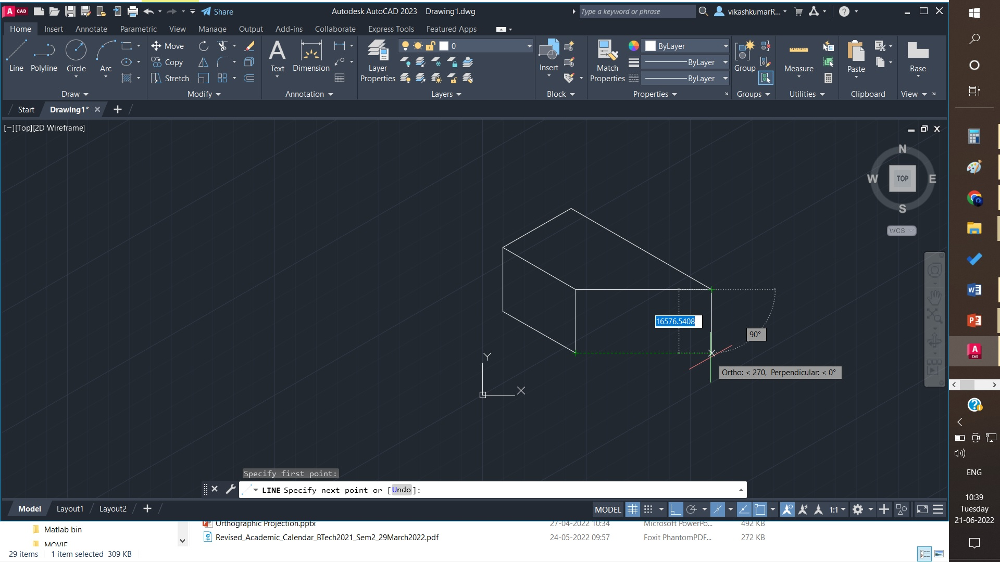 A CAD
Share
Autodesk AutoCAD 2023 Drawing1.dwg
Type a keyword or phrase
vikashkumarR...
Home Insert Annotate Parametric View Manage Output Add-ins Collaborate Express Tools Featured Apps
Line Polyline Circle Arc
Move
Copy
Stretch
Text Dimension
Layer Properties
0
Insert
Match Properties
ByLayer
ByLayer
ByLayer
Group
Measure
Paste
Base
Draw Modify Annotation Layers Block Properties Groups Utilities Clipboard View
Start Drawing1*
[−][Top][2D Wireframe]
N
W TOP E
S
WCS
16576.5408
90°
Ortho: < 270, Perpendicular: < 0°
Y
X
Specify first point:
LINE Specify next point or [Undo]:
Model Layout1 Layout2
MODEL
1:1
Matlab bin
MOVIE
Orthographic Projection.pptx 27-04-2022 10:34 Microsoft PowerPo... 492 KB
Revised_Academic_Calendar_BTech2021_Sem2_29March2022.pdf 24-05-2022 09:57 Foxit PhantomPDF... 272 KB
29 items 1 item selected 309 KB
ENG
10:39
Tuesday
21-06-2022